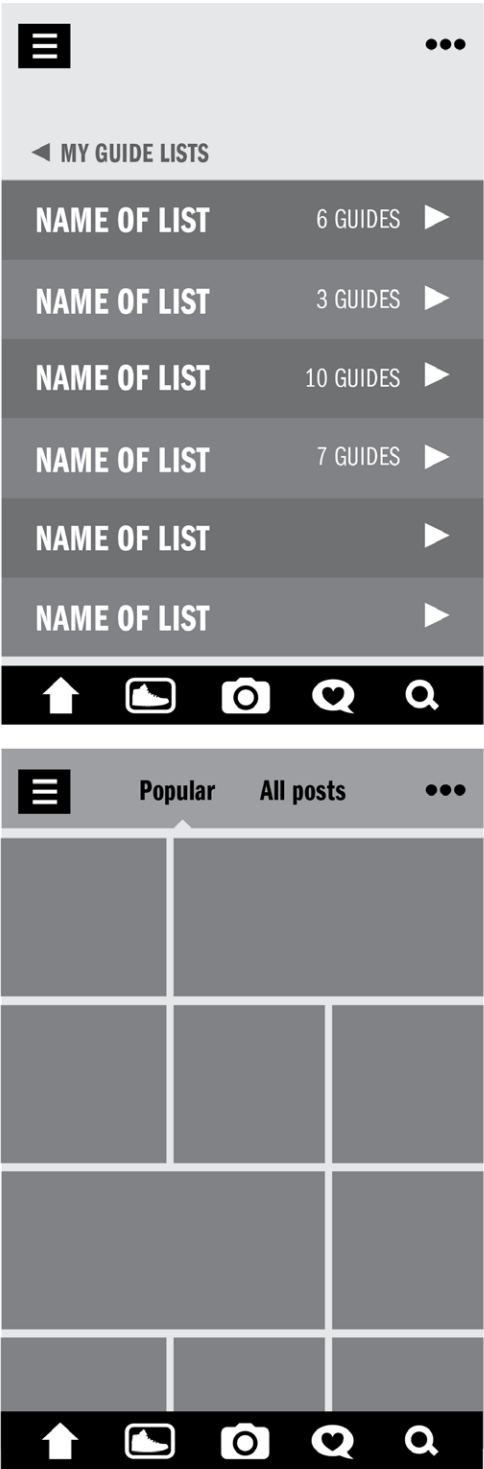 MY GUIDE LISTS
NAME OF LIST 6 GUIDES
NAME OF LIST 3 GUIDES
NAME OF LIST 10 GUIDES
NAME OF LIST 7 GUIDES
NAME OF LIST
NAME OF LIST
Popular All posts